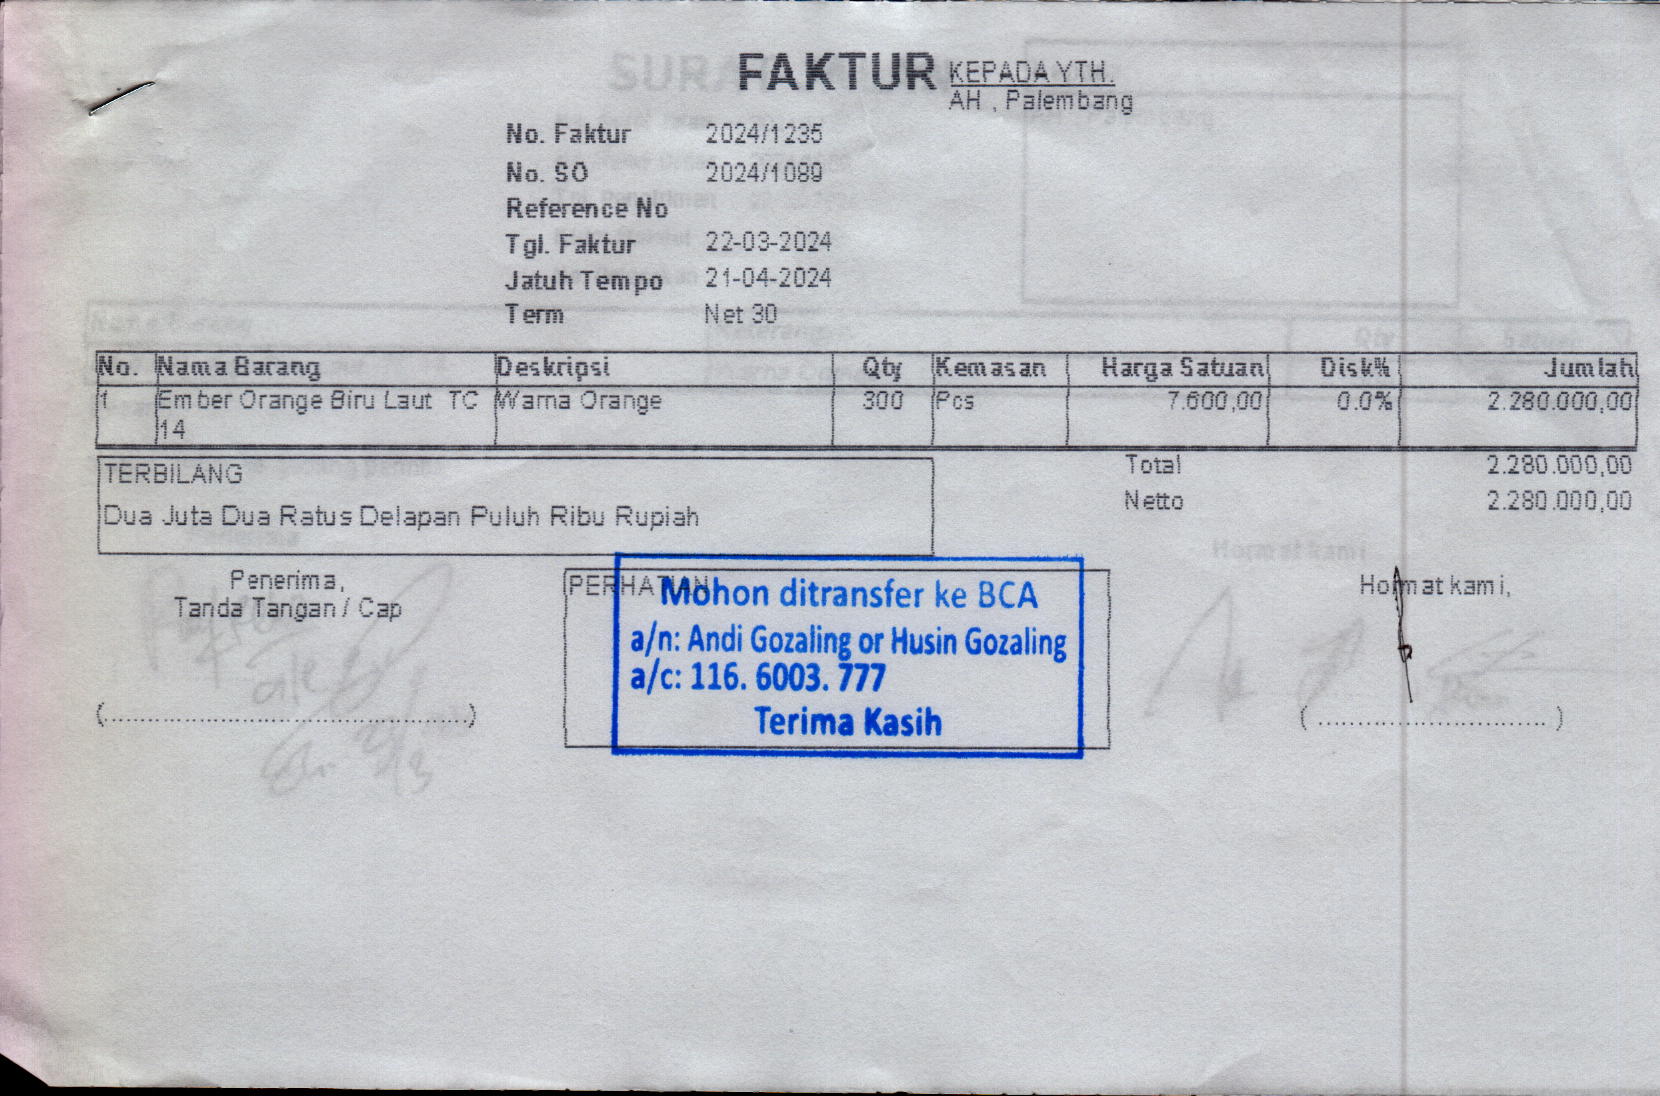 FAKTUR
KEPADA YTH.
AH , Palembang
No. Faktur 2024/1235
No. SO 2024/1089
Reference No
Tgl. Faktur 22-03-2024
Jatuh Tempo 21-04-2024
Term Net 30
No. Nama Barang Deskripsi Qty Kemasan Harga Satuan Disk% Jumlah
1 Ember Orange Biru Laut TC Warna Orange 300 Pcs 7.600,00 0.0% 2.280.000,00
14
TERBILANG
Dua Juta Dua Ratus Delapan Puluh Ribu Rupiah
Total 2.280.000,00
Netto 2.280.000,00
Penerima,
Tanda Tangan / Cap
(................................................)
PERHATIAN
Mohon ditransfer ke BCA
a/n: Andi Gozaling or Husin Gozaling
a/c: 116. 6003. 777
Terima Kasih
Hormat kami,
( .............................. )